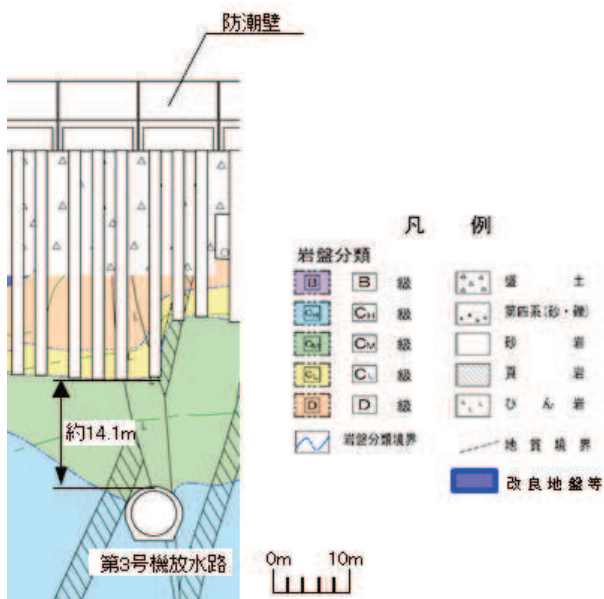 防潮壁
約14.1m
第3号機放水路
0m 10m
凡 例
岩盤分類
B B 級
CH CH 級
CM CM 級
CL CL 級
D D 級
岩盤分類境界
盛 土
第四系(砂・礫)
砂 岩
頁 岩
ひ ん 岩
地 質 境 界
改 良 地 盤 等